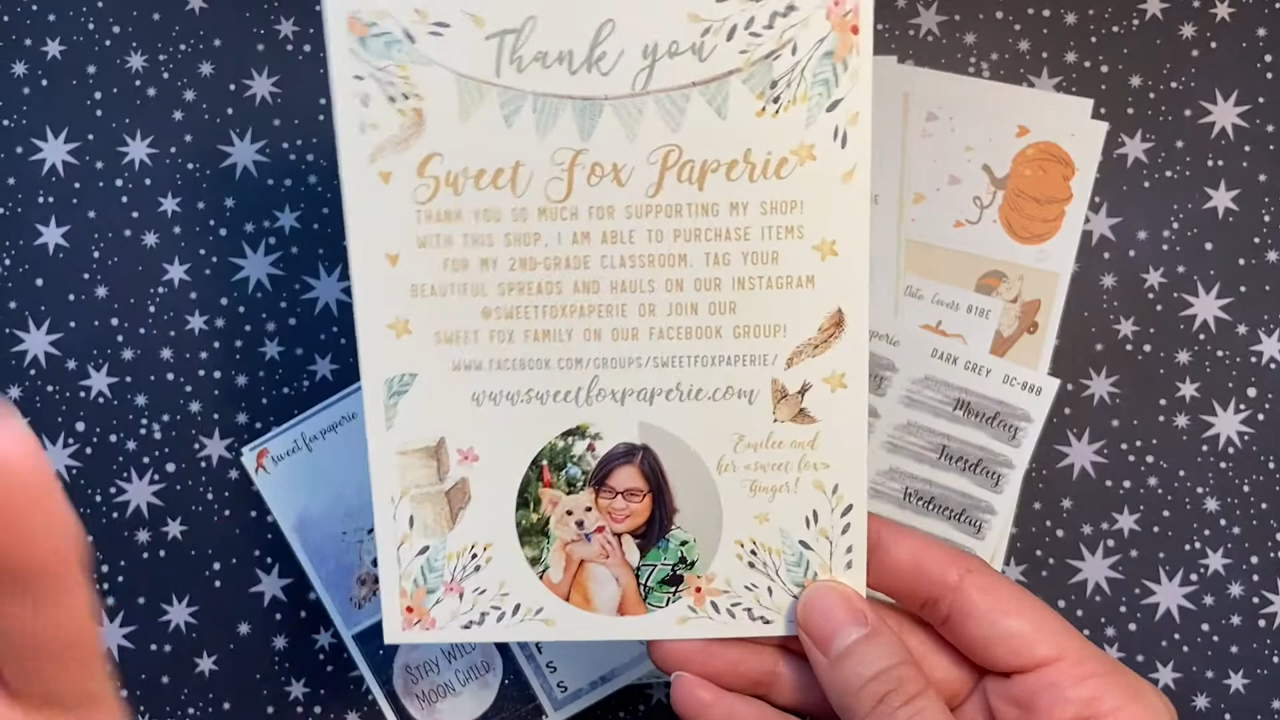 Thank you
Sweet Fox Paperie
THANK YOU SO MUCH FOR SUPPORTING MY SHOP!
WITH THIS SHOP, I AM ABLE TO PURCHASE ITEMS
FOR MY 2ND-GRADE CLASSROOM. TAG YOUR
BEAUTIFUL SPREADS AND HAULS ON OUR INSTAGRAM
@SWEETFOXPAPERIE OR JOIN OUR
SWEET FOX FAMILY ON OUR FACEBOOK GROUP!
WWW.FACEBOOK.COM/GROUPS/SWEETFOXPAPERIE/
www.sweetfoxpaperie.com
Emilee and
her «sweet fox»
Ginger!
sweet fox paperie
STAY WILD
MOON CHILD
F
S
S
Date Covers 018E
DARK GREY DC-008
Monday
Tuesday
Wednesday